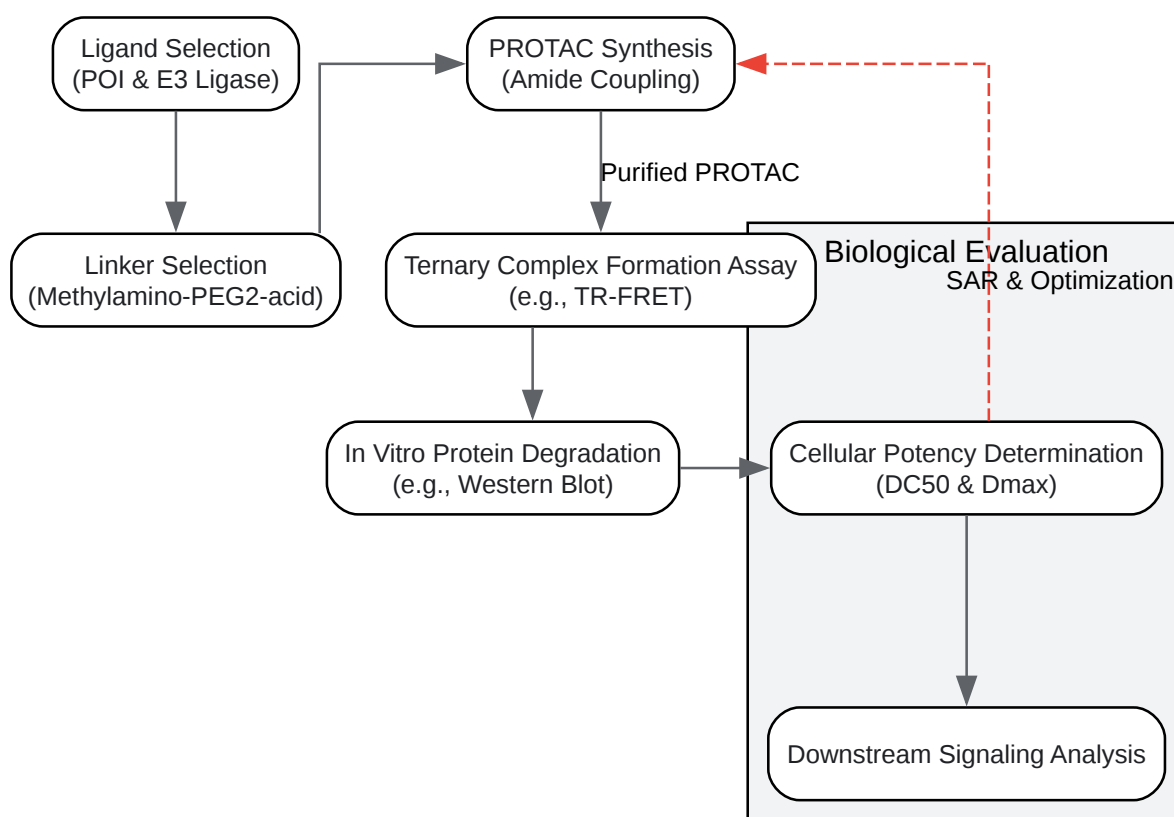 Ligand Selection
(POI & E3 Ligase)
PROTAC Synthesis
(Amide Coupling)
Purified PROTAC
Linker Selection
(Methylamino-PEG2-acid)
Ternary Complex Formation Assay
(e.g., TR-FRET)
Biological Evaluation
SAR & Optimization
In Vitro Protein Degradation
(e.g., Western Blot)
Cellular Potency Determination
(DC50 & Dmax)
Downstream Signaling Analysis